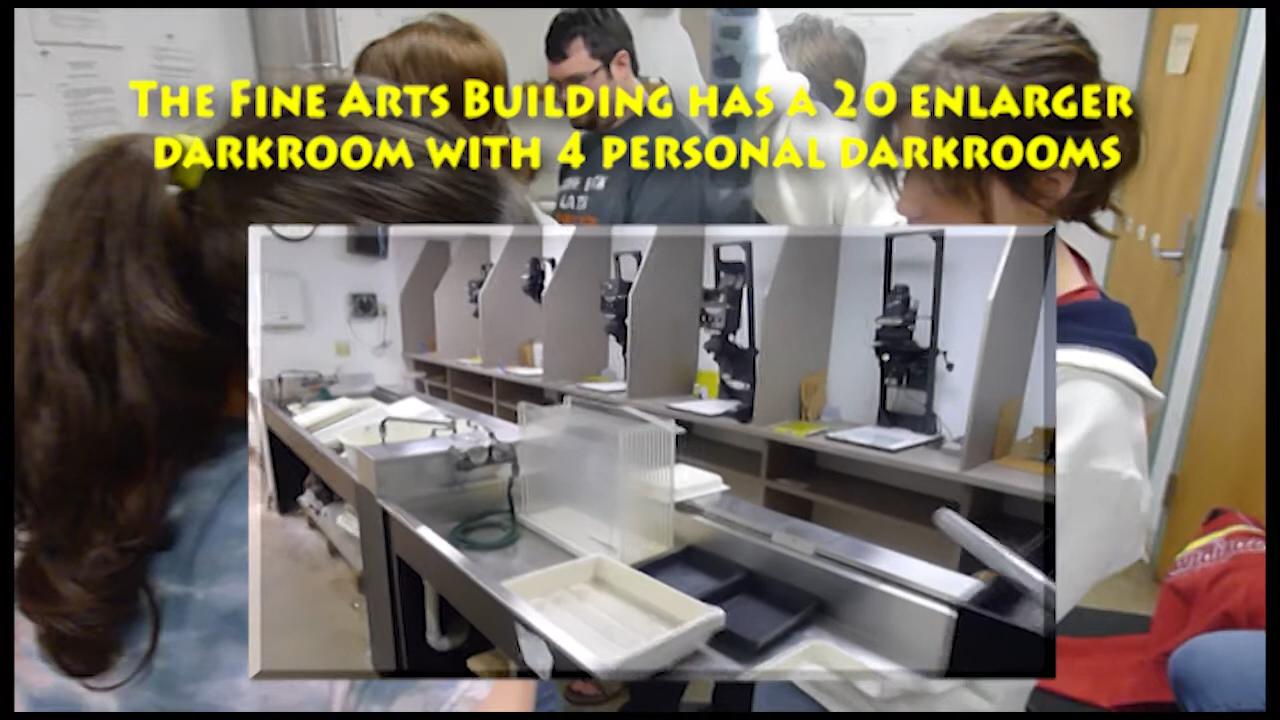 The Fine Arts Building has a 20 enlarger
darkroom with 4 personal darkrooms